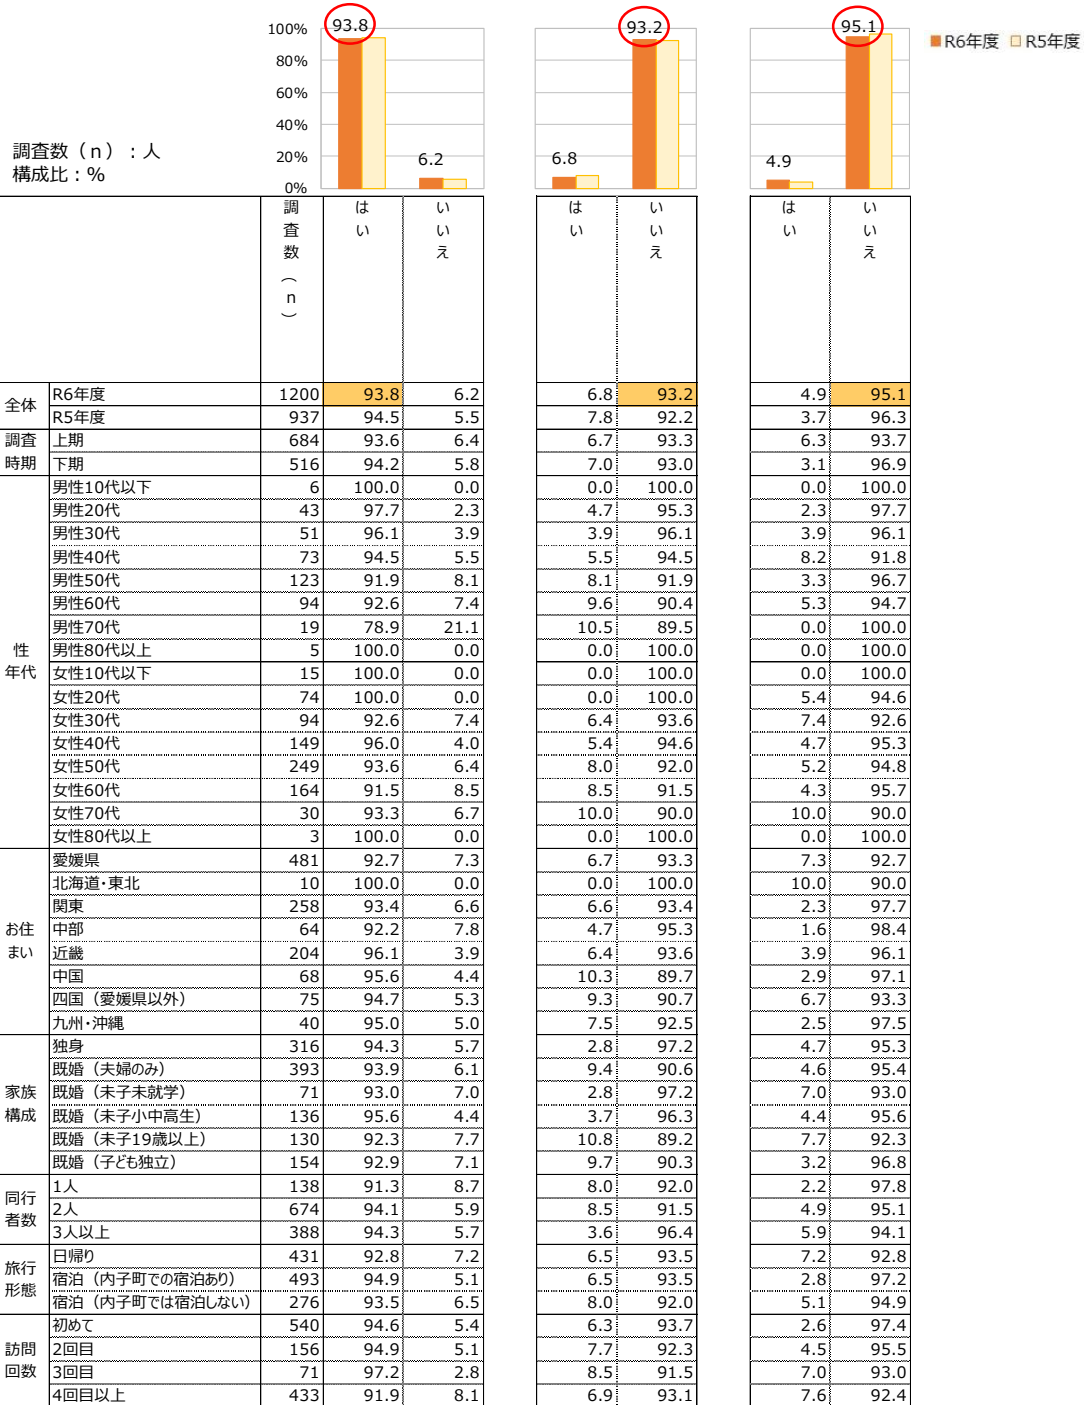 93.8
93.2
95.1
100%
80%
60%
40%
20%
0%
6.2
6.8
4.9
R6年度 R5年度
調査数（n）：人
構成比：%
調査数（n） はい いいえ はい いいえ はい いいえ
全体
R6年度 1200 93.8 6.2 6.8 93.2 4.9 95.1
R5年度 937 94.5 5.5 7.8 92.2 3.7 96.3
調査時期
上期 684 93.6 6.4 6.7 93.3 6.3 93.7
下期 516 94.2 5.8 7.0 93.0 3.1 96.9
性年代
男性10代以下 6 100.0 0.0 0.0 100.0 0.0 100.0
男性20代 43 97.7 2.3 4.7 95.3 2.3 97.7
男性30代 51 96.1 3.9 3.9 96.1 3.9 96.1
男性40代 73 94.5 5.5 5.5 94.5 8.2 91.8
男性50代 123 91.9 8.1 8.1 91.9 3.3 96.7
男性60代 94 92.6 7.4 9.6 90.4 5.3 94.7
男性70代 19 78.9 21.1 10.5 89.5 0.0 100.0
男性80代以上 5 100.0 0.0 0.0 100.0 0.0 100.0
女性10代以下 15 100.0 0.0 0.0 100.0 0.0 100.0
女性20代 74 100.0 0.0 0.0 100.0 5.4 94.6
女性30代 94 92.6 7.4 6.4 93.6 7.4 92.6
女性40代 149 96.0 4.0 5.4 94.6 4.7 95.3
女性50代 249 93.6 6.4 8.0 92.0 5.2 94.8
女性60代 164 91.5 8.5 8.5 91.5 4.3 95.7
女性70代 30 93.3 6.7 10.0 90.0 10.0 90.0
女性80代以上 3 100.0 0.0 0.0 100.0 0.0 100.0
お住まい
愛媛県 481 92.7 7.3 6.7 93.3 7.3 92.7
北海道・東北 10 100.0 0.0 0.0 100.0 10.0 90.0
関東 258 93.4 6.6 6.6 93.4 2.3 97.7
中部 64 92.2 7.8 4.7 95.3 1.6 98.4
近畿 204 96.1 3.9 6.4 93.6 3.9 96.1
中国 68 95.6 4.4 10.3 89.7 2.9 97.1
四国（愛媛県以外） 75 94.7 5.3 9.3 90.7 6.7 93.3
九州・沖縄 40 95.0 5.0 7.5 92.5 2.5 97.5
家族構成
独身 316 94.3 5.7 2.8 97.2 4.7 95.3
既婚（夫婦のみ） 393 93.9 6.1 9.4 90.6 4.6 95.4
既婚（未子未就学） 71 93.0 7.0 2.8 97.2 7.0 93.0
既婚（未子小中高生） 136 95.6 4.4 3.7 96.3 4.4 95.6
既婚（未子19歳以上） 130 92.3 7.7 10.8 89.2 7.7 92.3
既婚（子ども独立） 154 92.9 7.1 9.7 90.3 3.2 96.8
同行者数
1人 138 91.3 8.7 8.0 92.0 2.2 97.8
2人 674 94.1 5.9 8.5 91.5 4.9 95.1
3人以上 388 94.3 5.7 3.6 96.4 5.9 94.1
旅行形態
日帰り 431 92.8 7.2 6.5 93.5 7.2 92.8
宿泊（内子町での宿泊あり） 493 94.9 5.1 6.5 93.5 2.8 97.2
宿泊（内子町では宿泊しない） 276 93.5 6.5 8.0 92.0 5.1 94.9
訪問回数
初めて 540 94.6 5.4 6.3 93.7 2.6 97.4
2回目 156 94.9 5.1 7.7 92.3 4.5 95.5
3回目 71 97.2 2.8 8.5 91.5 7.0 93.0
4回目以上 433 91.9 8.1 6.9 93.1 7.6 92.4